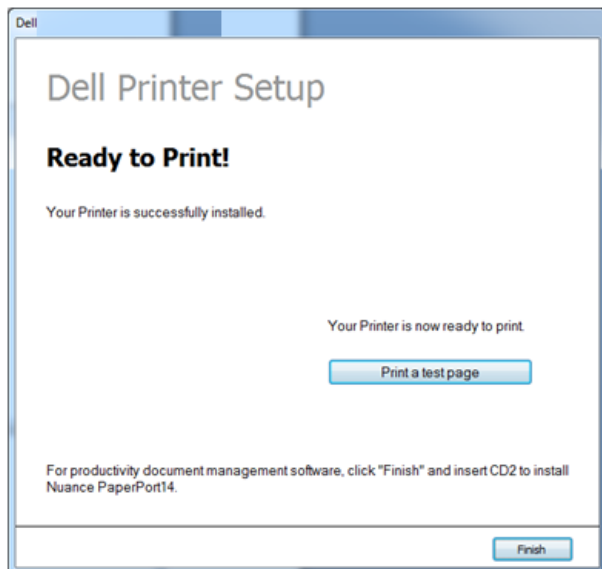 Dell
Dell Printer Setup
Ready to Print!
Your Printer is successfully installed.
Your Printer is now ready to print.
Print a test page
For productivity document management software, click "Finish" and insert CD2 to install
Nuance PaperPort14.
Finish